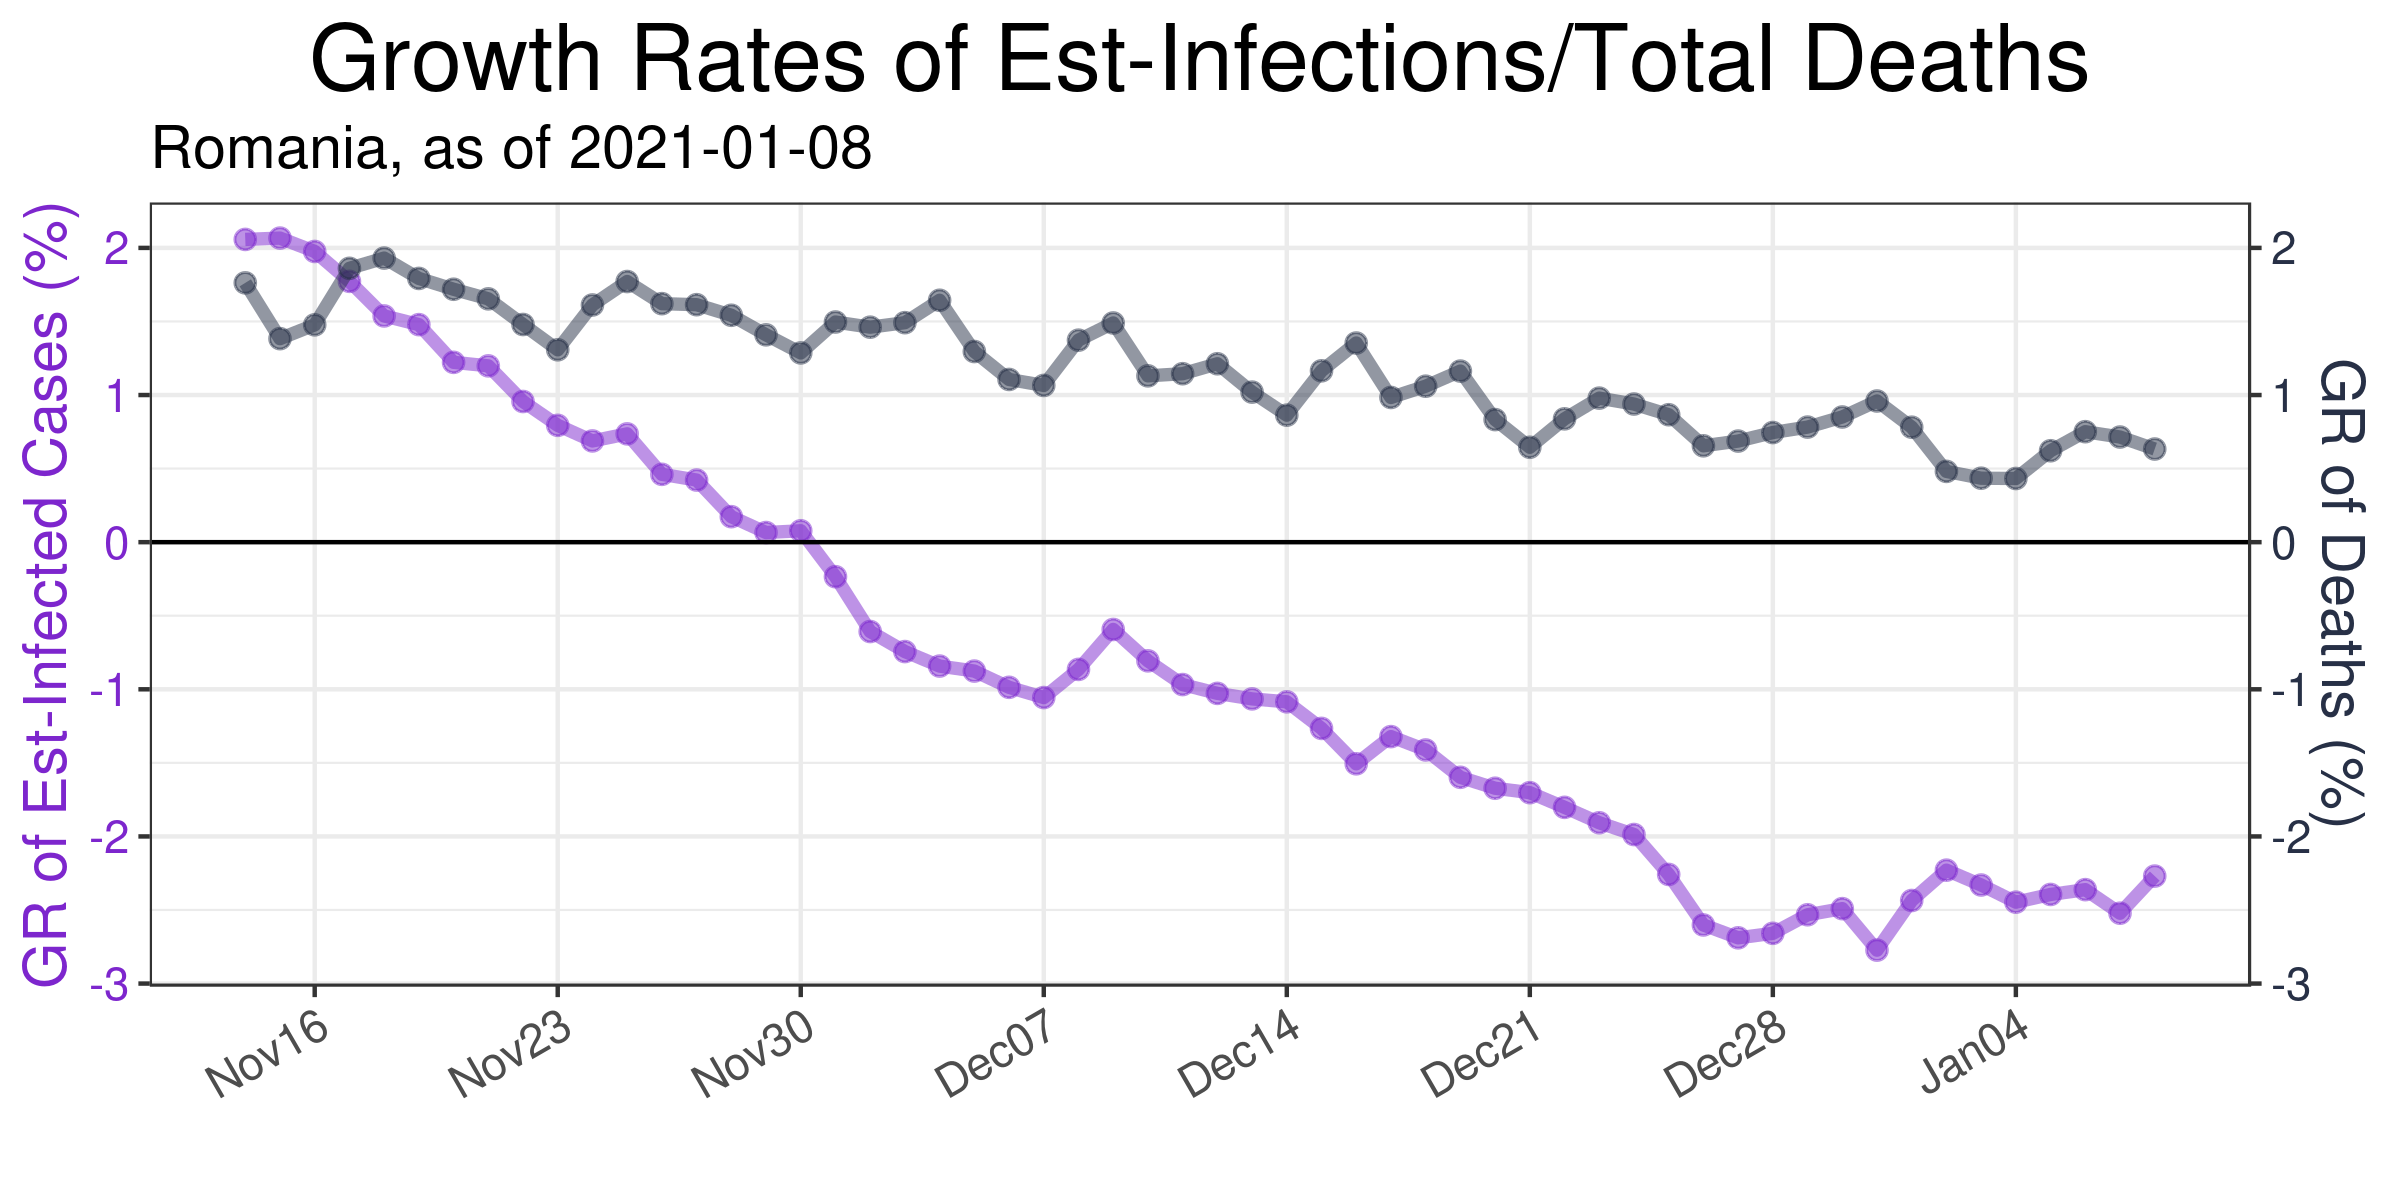 Growth Rates of Est-Infections/Total Deaths
Romania, as of 2021-01-08
GR of Est-Infected Cases (%)
2
1
0
-1
-2
-3
2
1
0
-1
-2
-3
GR of Deaths (%)
Nov16
Nov23
Nov30
Dec07
Dec14
Dec21
Dec28
Jan04